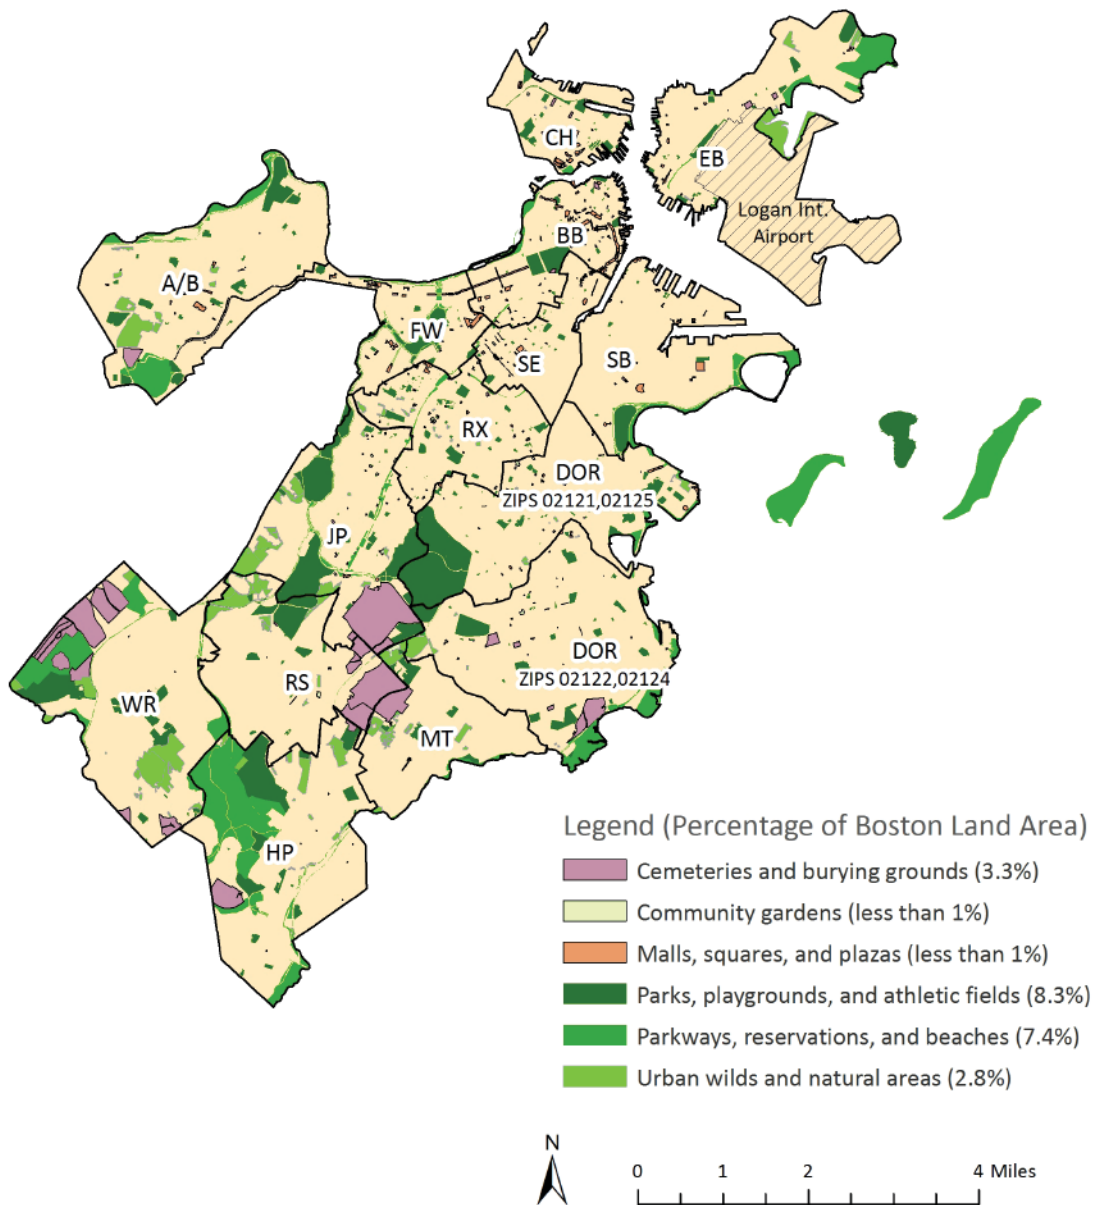 CH
EB
Logan Int.
Airport
BB
A/B
FW
SE
SB
RX
DOR
ZIPS 02121,02125
JP
DOR
ZIPS 02122,02124
RS
WR
MT
HP
Legend (Percentage of Boston Land Area)
Cemeteries and burying grounds (3.3%)
Community gardens (less than 1%)
Malls, squares, and plazas (less than 1%)
Parks, playgrounds, and athletic fields (8.3%)
Parkways, reservations, and beaches (7.4%)
Urban wilds and natural areas (2.8%)
N
0 1 2 4 Miles